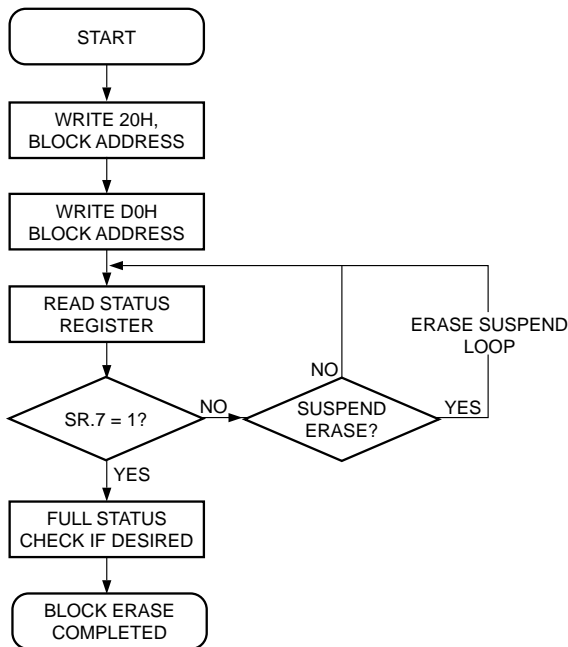 START
WRITE 20H,
BLOCK ADDRESS
WRITE D0H
BLOCK ADDRESS
READ STATUS
REGISTER
ERASE SUSPEND
LOOP
NO
SR.7 = 1?
NO
SUSPEND
ERASE?
YES
YES
FULL STATUS
CHECK IF DESIRED
BLOCK ERASE
COMPLETED